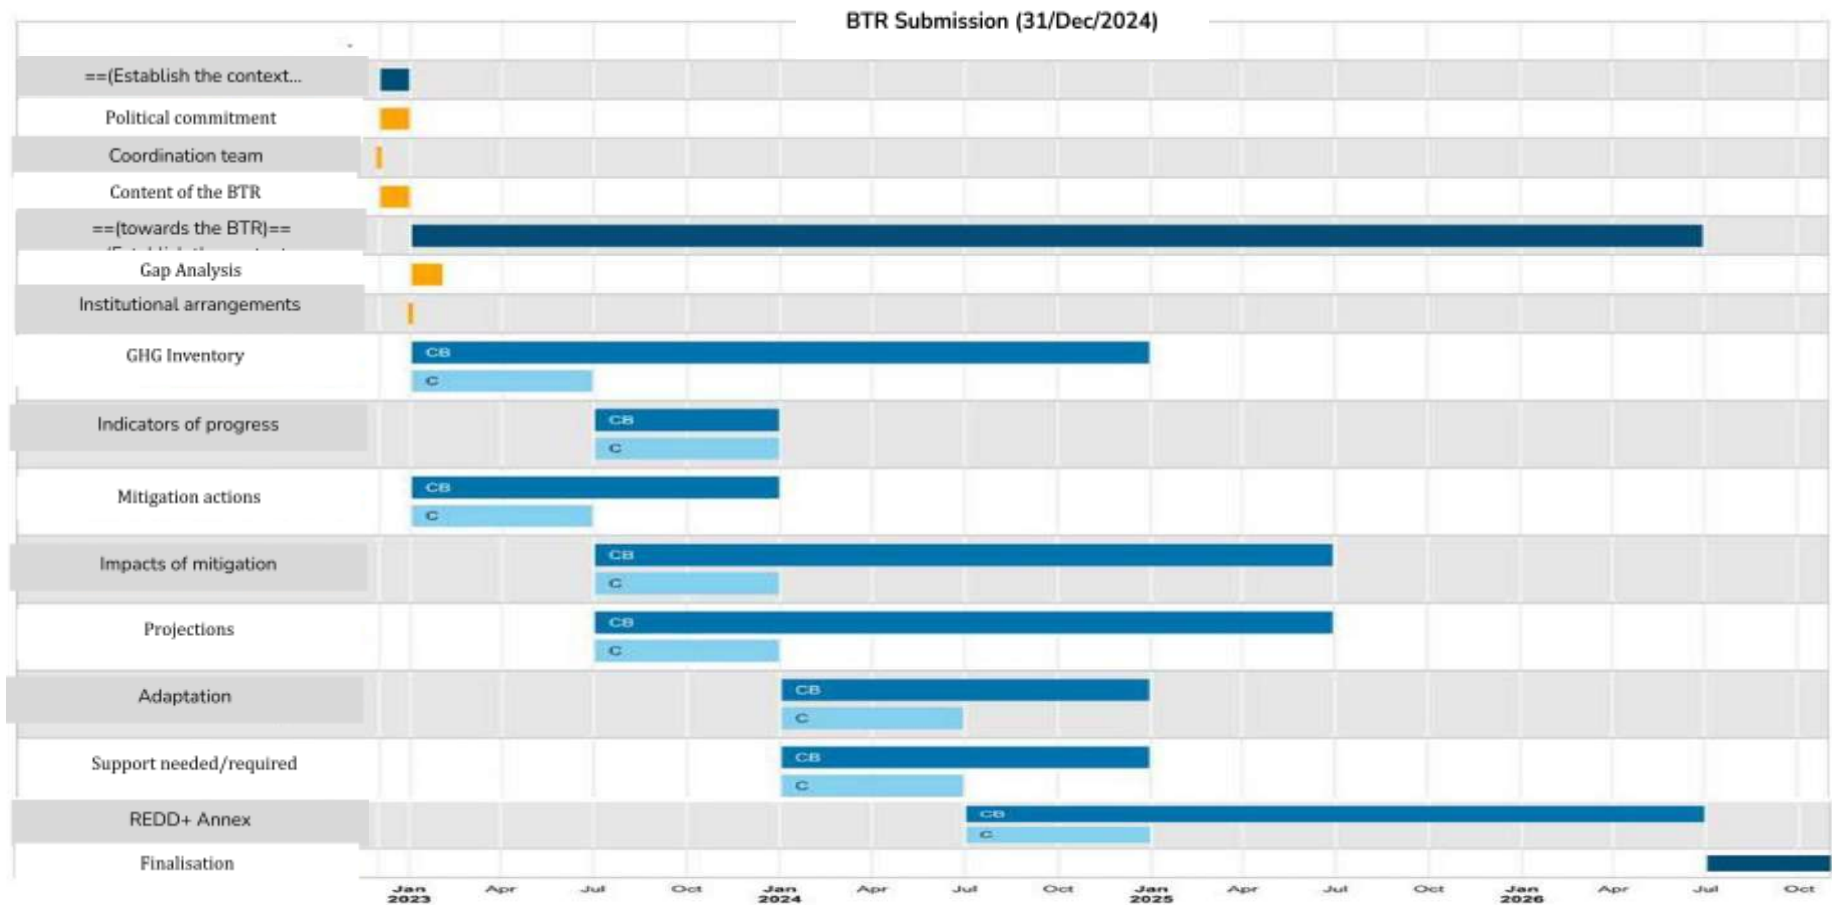 BTR Submission (31/Dec/2024)
==(Establish the context...
Political commitment
Coordination team
Content of the BTR
==(towards the BTR)==
Gap Analysis
Institutional arrangements
GHG Inventory
CB
C
Indicators of progress
CB
C
Mitigation actions
CB
C
Impacts of mitigation
CB
C
Projections
CB
C
Adaptation
CB
C
Support needed/required
CB
C
REDD+ Annex
CB
C
Finalisation
Jan Apr Jul Oct Jan Apr Jul Oct Jan Apr Jul Oct Jan Apr Jul Oct
2023 2024 2025 2026